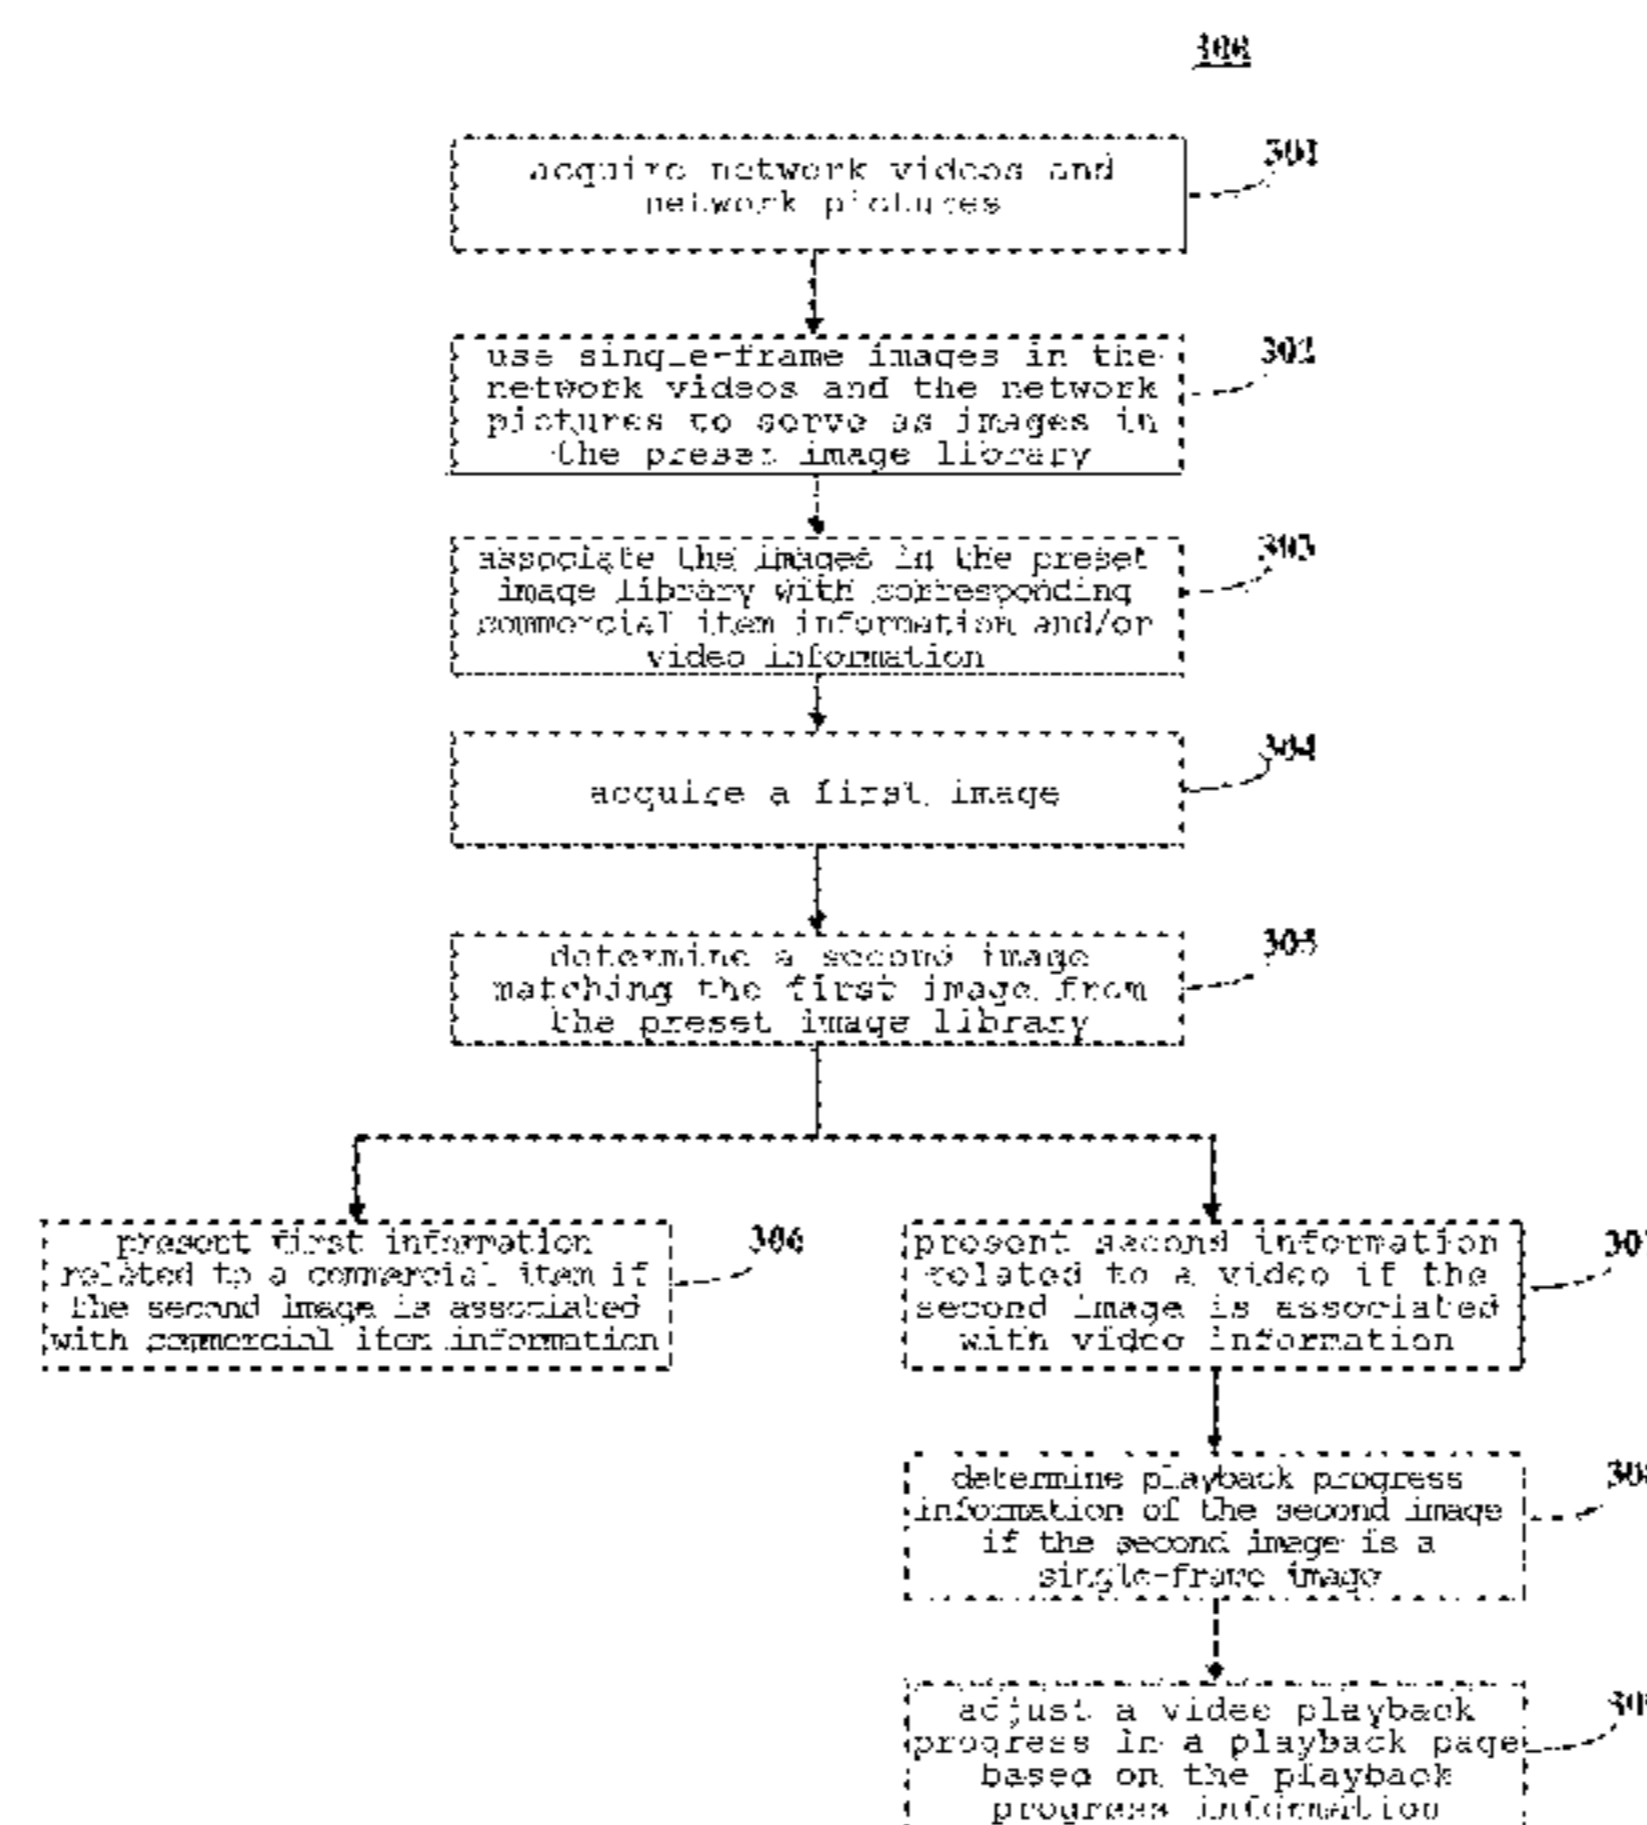 300
acquire network videos and
network pictures
301
use single-frame images in the
network videos and the network
pictures to serve as images in
the preset image library
302
associate the images in the preset
image library with corresponding
commercial item information and/or
video information
303
acquire a first image
304
determine a second image
matching the first image from
the preset image library
305
present first information
related to a commercial item if
the second image is associated
with commercial item information
306
present second information
related to a video if the
second image is associated
with video information
determine playback progress
information of the second image
if the second image is a
single-frame image
adjust a video playback
progress in a playback page
based on the playback
progress information